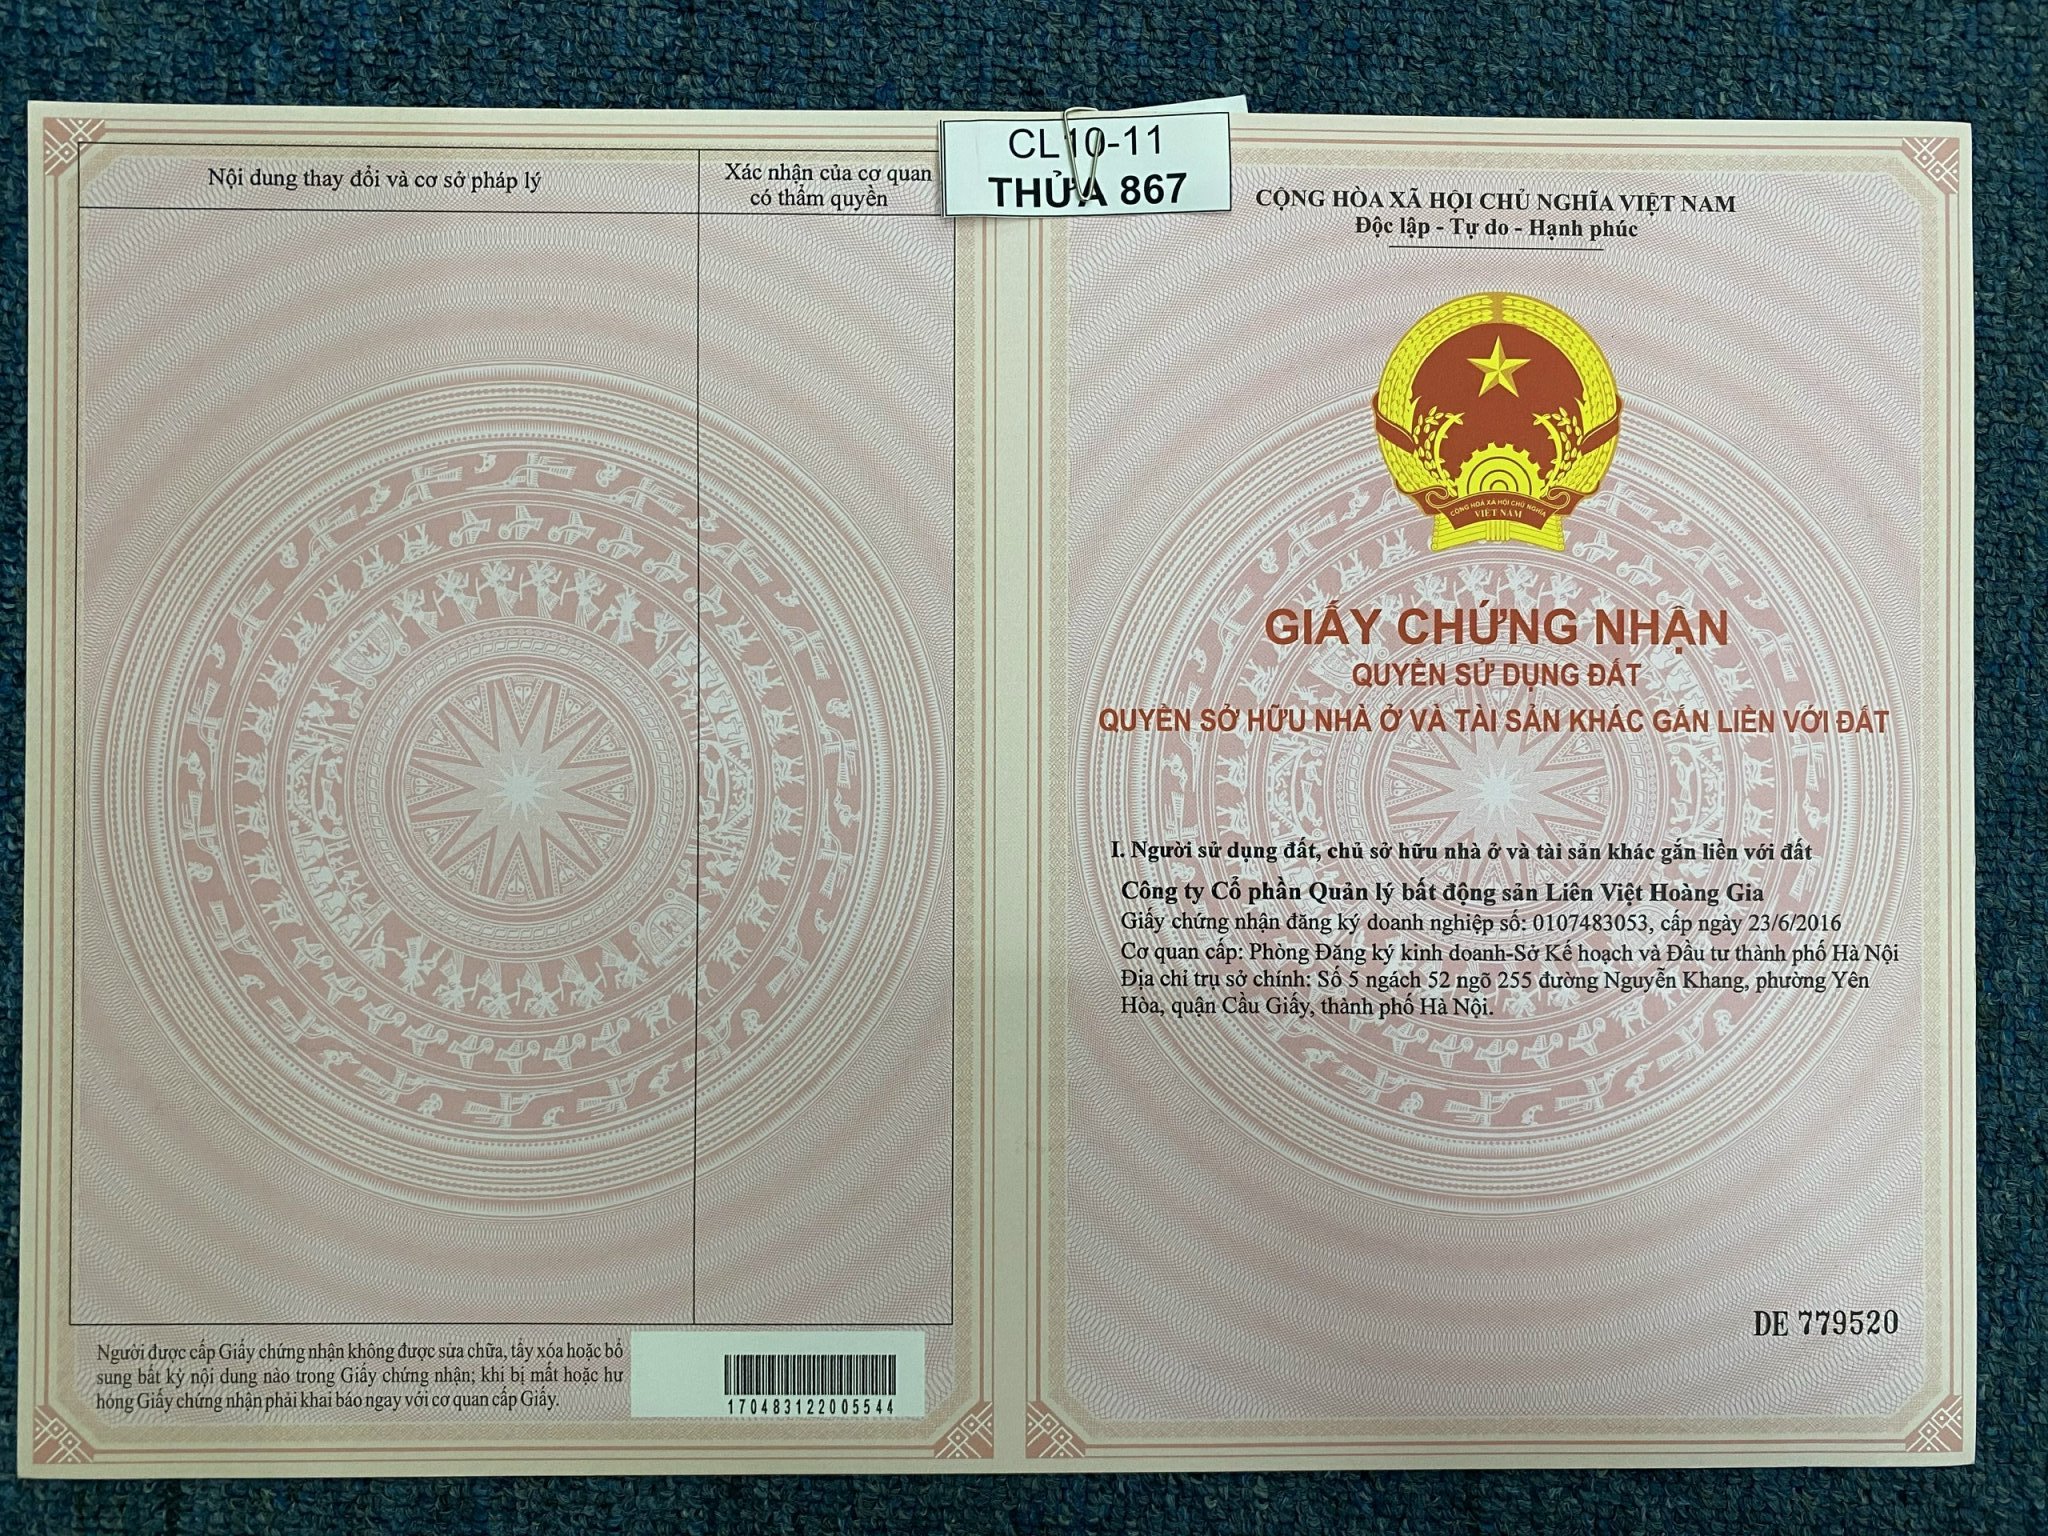 CL10-11
THỬA 867
Nội dung thay đổi và cơ sở pháp lý
Xác nhận của cơ quan
có thẩm quyền
Người được cấp Giấy chứng nhận không được sửa chữa, tẩy xóa hoặc bổ
sung bất kỳ nội dung nào trong Giấy chứng nhận; khi bị mất hoặc hư
hỏng Giấy chứng nhận phải khai báo ngay với cơ quan cấp Giấy.
170483122005544
CỘNG HÒA XÃ HỘI CHỦ NGHĨA VIỆT NAM
Độc lập - Tự do - Hạnh phúc
CỘNG HOÀ XÃ HỘI CHỦ NGHĨA
VIỆT NAM
GIẤY CHỨNG NHẬN
QUYỀN SỬ DỤNG ĐẤT
QUYỀN SỞ HỮU NHÀ Ở VÀ TÀI SẢN KHÁC GẮN LIỀN VỚI ĐẤT
I. Người sử dụng đất, chủ sở hữu nhà ở và tài sản khác gắn liền với đất
Công ty Cổ phần Quản lý bất động sản Liên Việt Hoàng Gia
Giấy chứng nhận đăng ký doanh nghiệp số: 0107483053, cấp ngày 23/6/2016
Cơ quan cấp: Phòng Đăng ký kinh doanh-Sở Kế hoạch và Đầu tư thành phố Hà Nội
Địa chỉ trụ sở chính: Số 5 ngách 52 ngõ 255 đường Nguyễn Khang, phường Yên
Hòa, quận Cầu Giấy, thành phố Hà Nội.
DE 779520